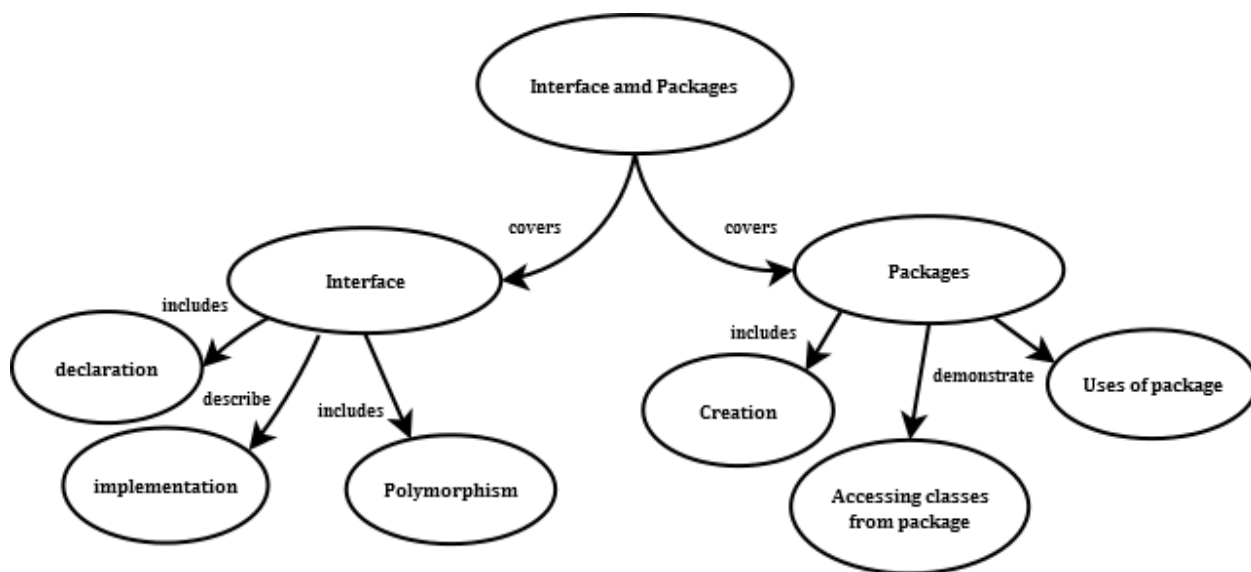 Interface amd Packages
covers
covers
Interface
Packages
includes
includes
declaration
describe
includes
demonstrate
Uses of package
Creation
implementation
Polymorphism
Accessing classes
from package